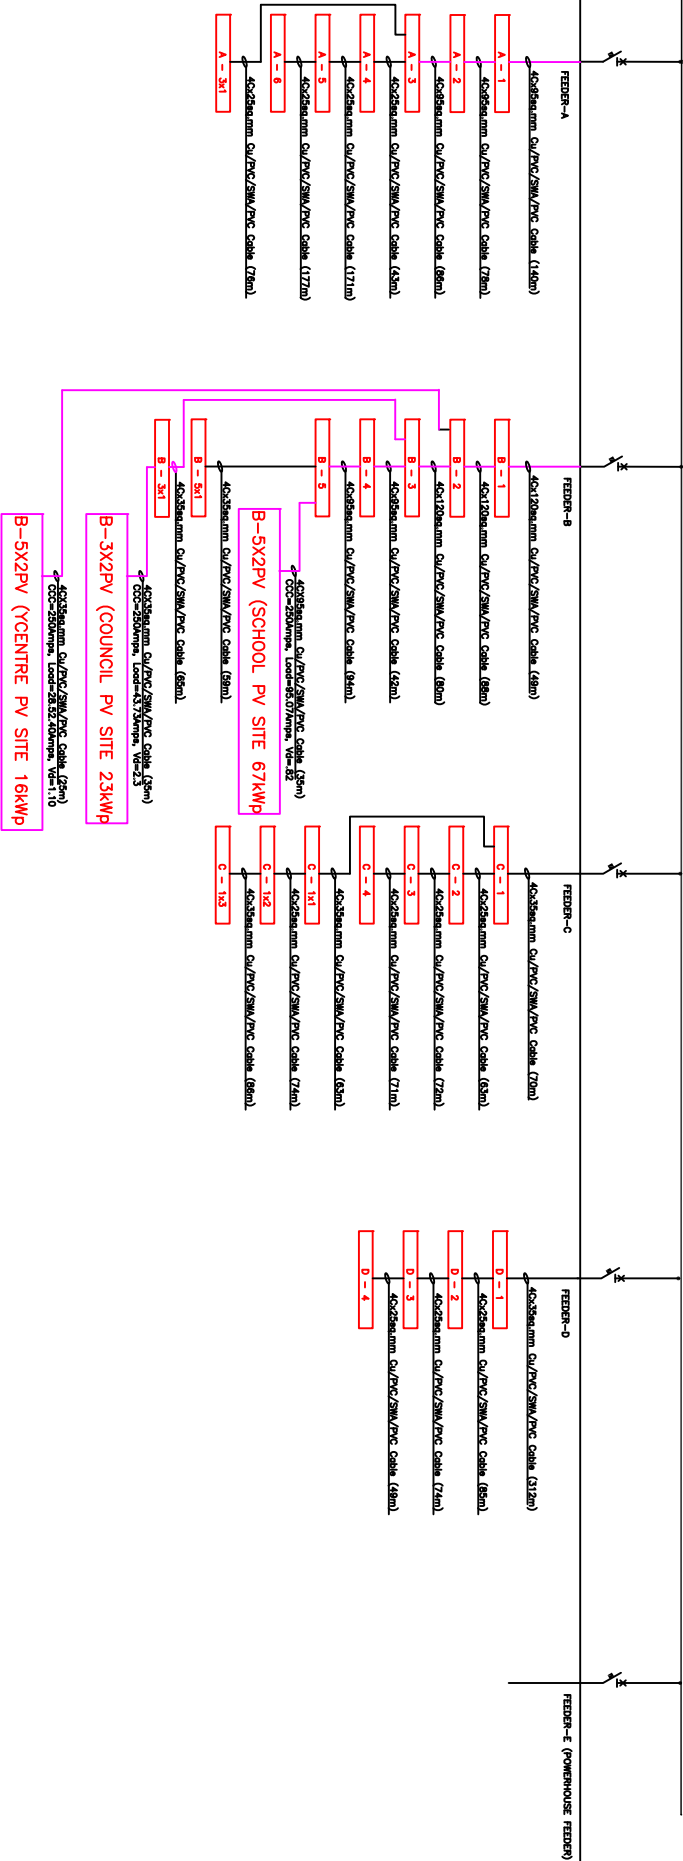 FEEDER-A
4Cx95sq.mm Cu/PVC/SWA/PVC Cable (140m)
A - 1
4Cx95sq.mm Cu/PVC/SWA/PVC Cable (78m)
A - 2
4Cx95sq.mm Cu/PVC/SWA/PVC Cable (86m)
A - 3
4Cx25sq.mm Cu/PVC/SWA/PVC Cable (43m)
A - 4
4Cx25sq.mm Cu/PVC/SWA/PVC Cable (171m)
A - 5
4Cx25sq.mm Cu/PVC/SWA/PVC Cable (177m)
A - 6
4Cx25sq.mm Cu/PVC/SWA/PVC Cable (76m)
A - 3x1
FEEDER-B
4Cx120sq.mm Cu/PVC/SWA/PVC Cable (49m)
B - 1
4Cx120sq.mm Cu/PVC/SWA/PVC Cable (88m)
B - 2
4Cx120sq.mm Cu/PVC/SWA/PVC Cable (80m)
B - 3
4Cx95sq.mm Cu/PVC/SWA/PVC Cable (42m)
B - 4
4Cx95sq.mm Cu/PVC/SWA/PVC Cable (94m)
B - 5
4CX95sq.mm Cu/PVC/SWA/PVC Cable (35m)
CCC=250Amps, Load=95.07Amps, Vd=.82
B-5X2PV (SCHOOL PV SITE 67kWp
4Cx35sq.mm Cu/PVC/SWA/PVC Cable (59m)
B - 5x1
4Cx35sq.mm Cu/PVC/SWA/PVC Cable (65m)
B - 3x1
4CX35sq.mm Cu/PVC/SWA/PVC Cable (35m)
CCC=250Amps, Load=43.73Amps, Vd=2.3
B-3X2PV (COUNCIL PV SITE 23kWp
4CX35sq.mm Cu/PVC/SWA/PVC Cable (25m)
CCC=250Amps, Load=28.52.40Amps, Vd=1.10
B-5X2PV (YCENTRE PV SITE 16kWp
FEEDER-C
4Cx35sq.mm Cu/PVC/SWA/PVC Cable (70m)
C - 1
4Cx25sq.mm Cu/PVC/SWA/PVC Cable (63m)
C - 2
4Cx25sq.mm Cu/PVC/SWA/PVC Cable (72m)
C - 3
4Cx25sq.mm Cu/PVC/SWA/PVC Cable (71m)
C - 4
4Cx35sq.mm Cu/PVC/SWA/PVC Cable (63m)
C - 1x1
4Cx25sq.mm Cu/PVC/SWA/PVC Cable (74m)
C - 1x2
4Cx35sq.mm Cu/PVC/SWA/PVC Cable (86m)
C - 1x3
FEEDER-D
4Cx35sq.mm Cu/PVC/SWA/PVC Cable (312m)
D - 1
4Cx25sq.mm Cu/PVC/SWA/PVC Cable (85m)
D - 2
4Cx25sq.mm Cu/PVC/SWA/PVC Cable (74m)
D - 3
4Cx25sq.mm Cu/PVC/SWA/PVC Cable (49m)
D - 4
FEEDER-E (POWERHOUSE FEEDER)